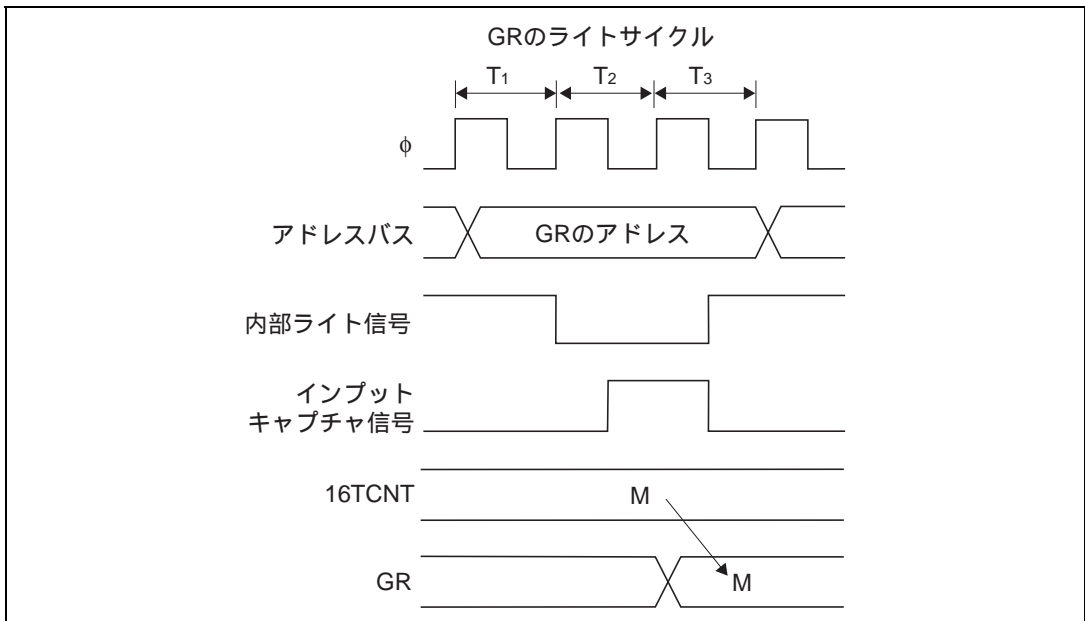 GRのライトサイクル
T1 T2 T3
φ
アドレスバス GRのアドレス
内部ライト信号
インプット
キャプチャ信号
16TCNT M
GR M